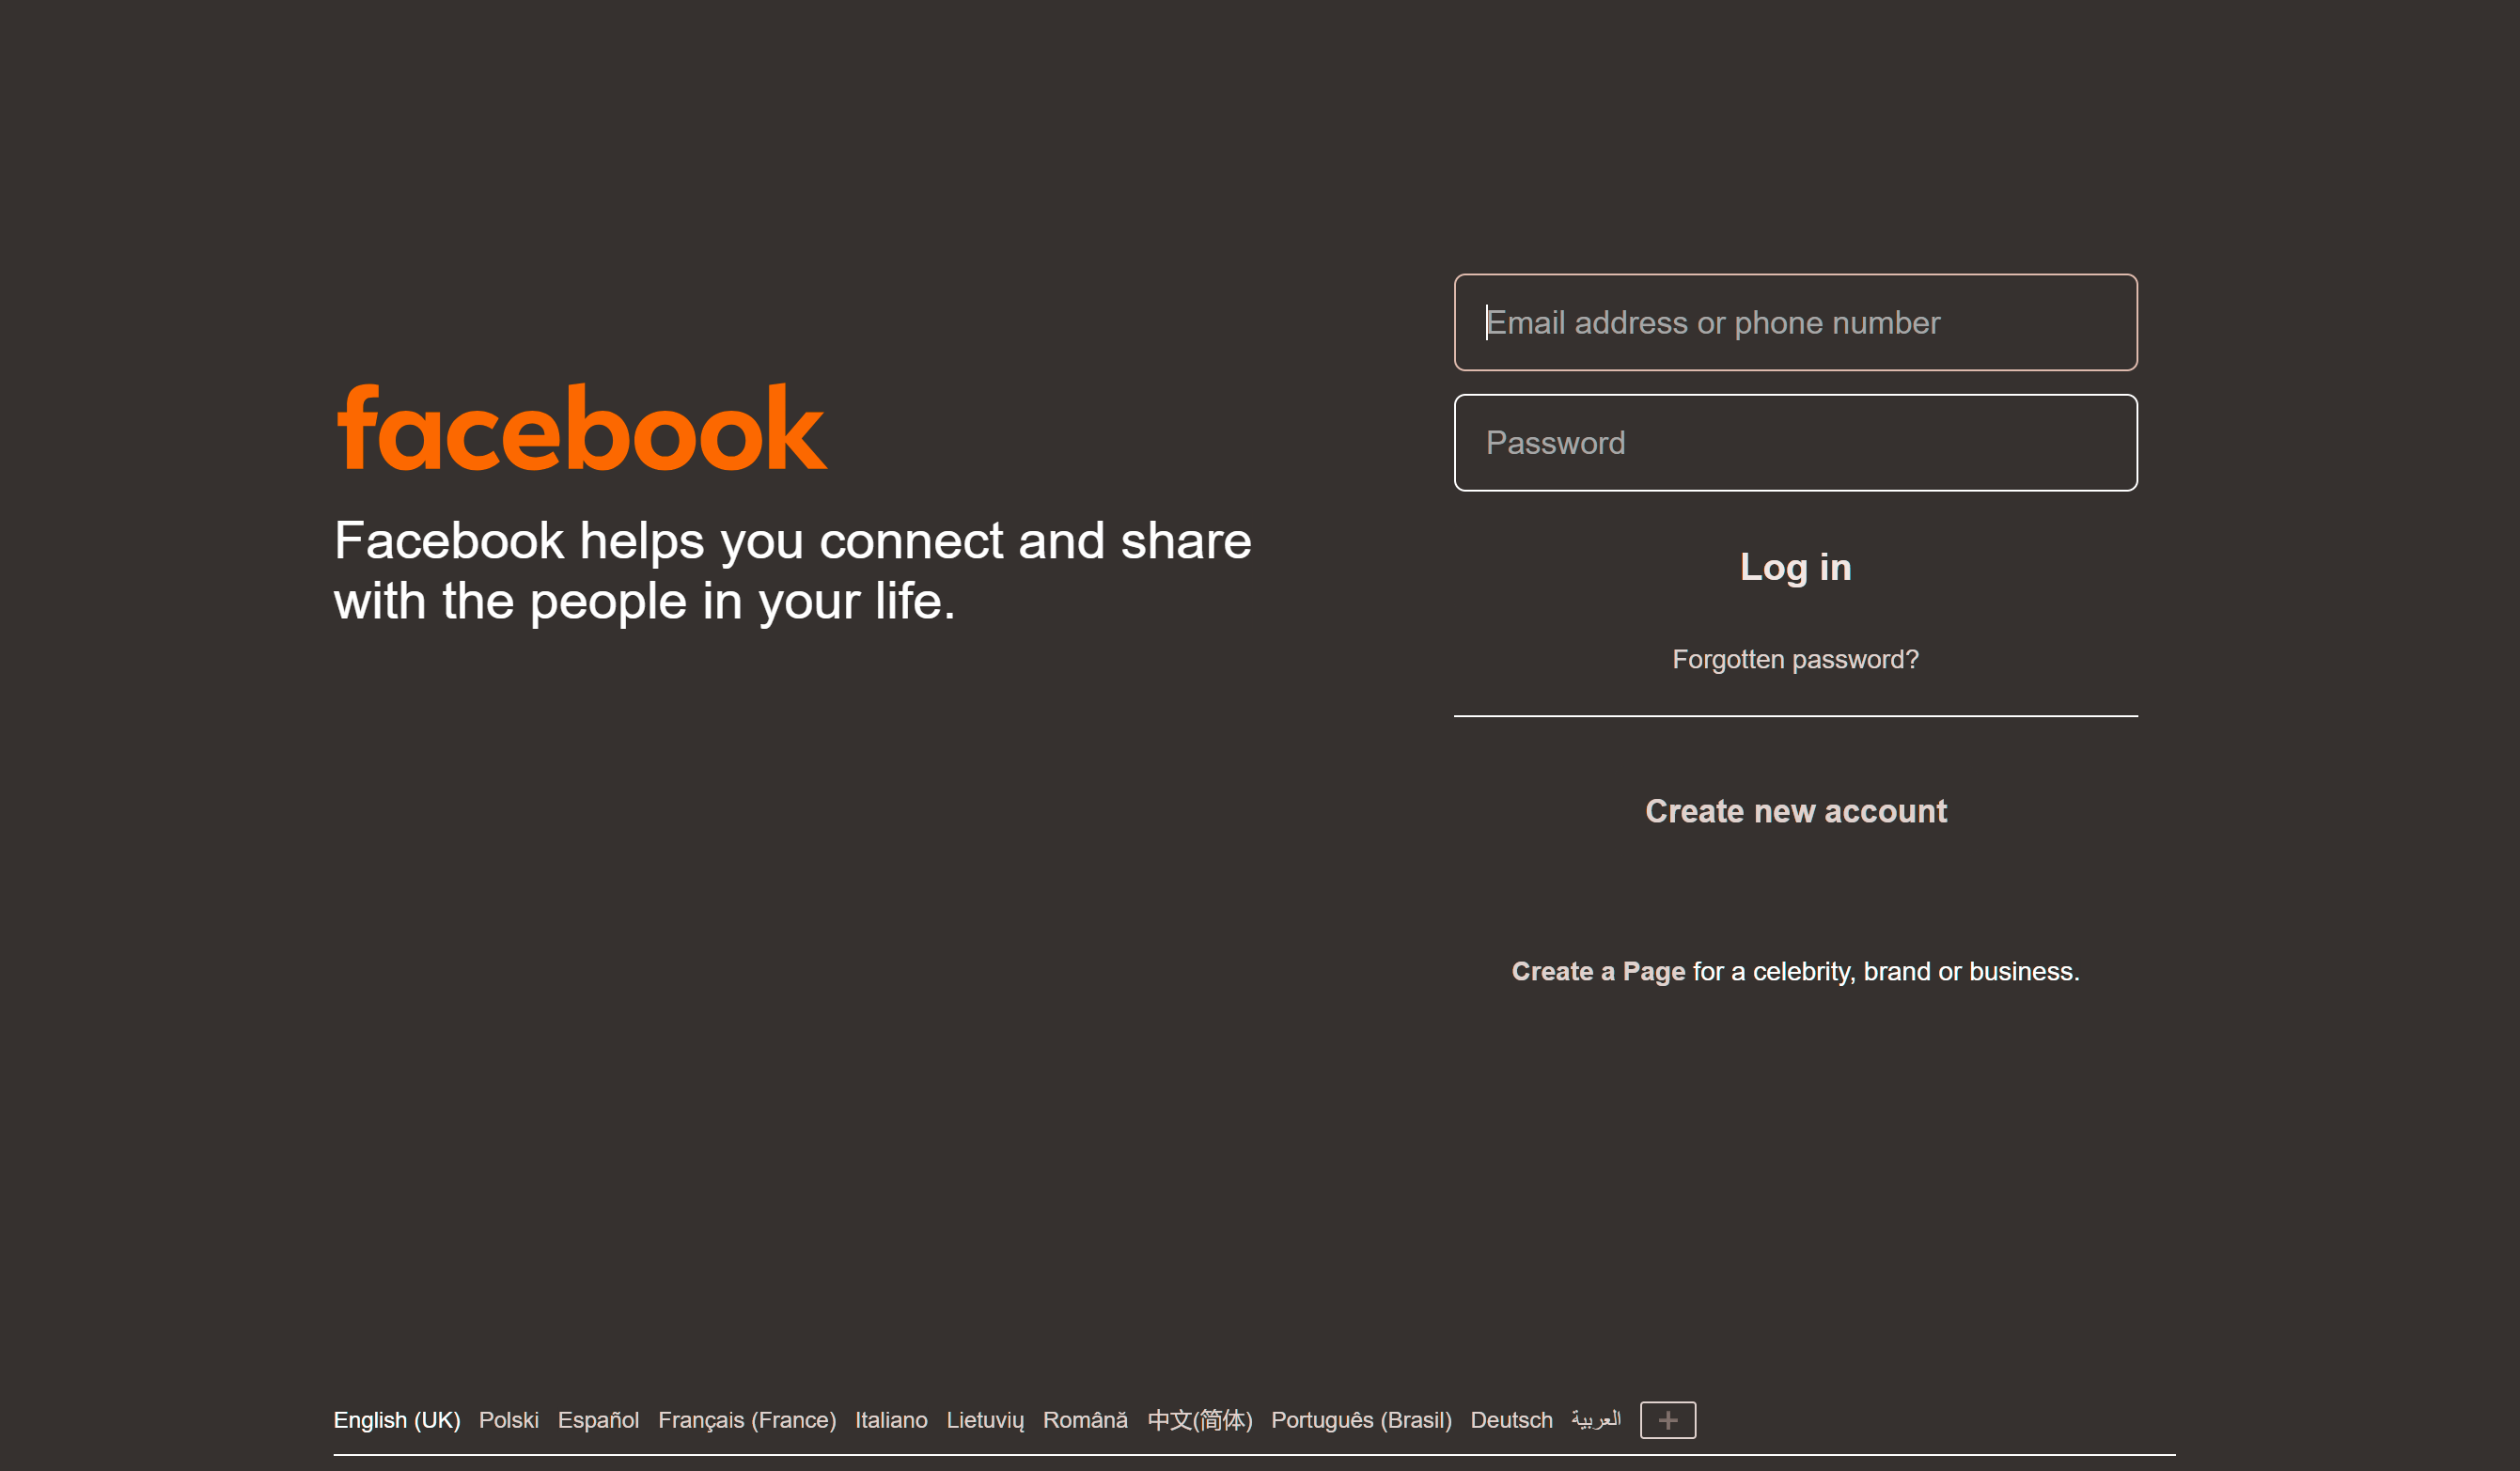 facebook
Facebook helps you connect and share
with the people in your life.
Email address or phone number
Password
Log in
Forgotten password?
Create new account
Create a Page for a celebrity, brand or business.
English (UK) Polski Español Français (France) Italiano Lietuvių Română 中文(简体) Português (Brasil) Deutsch العربية +